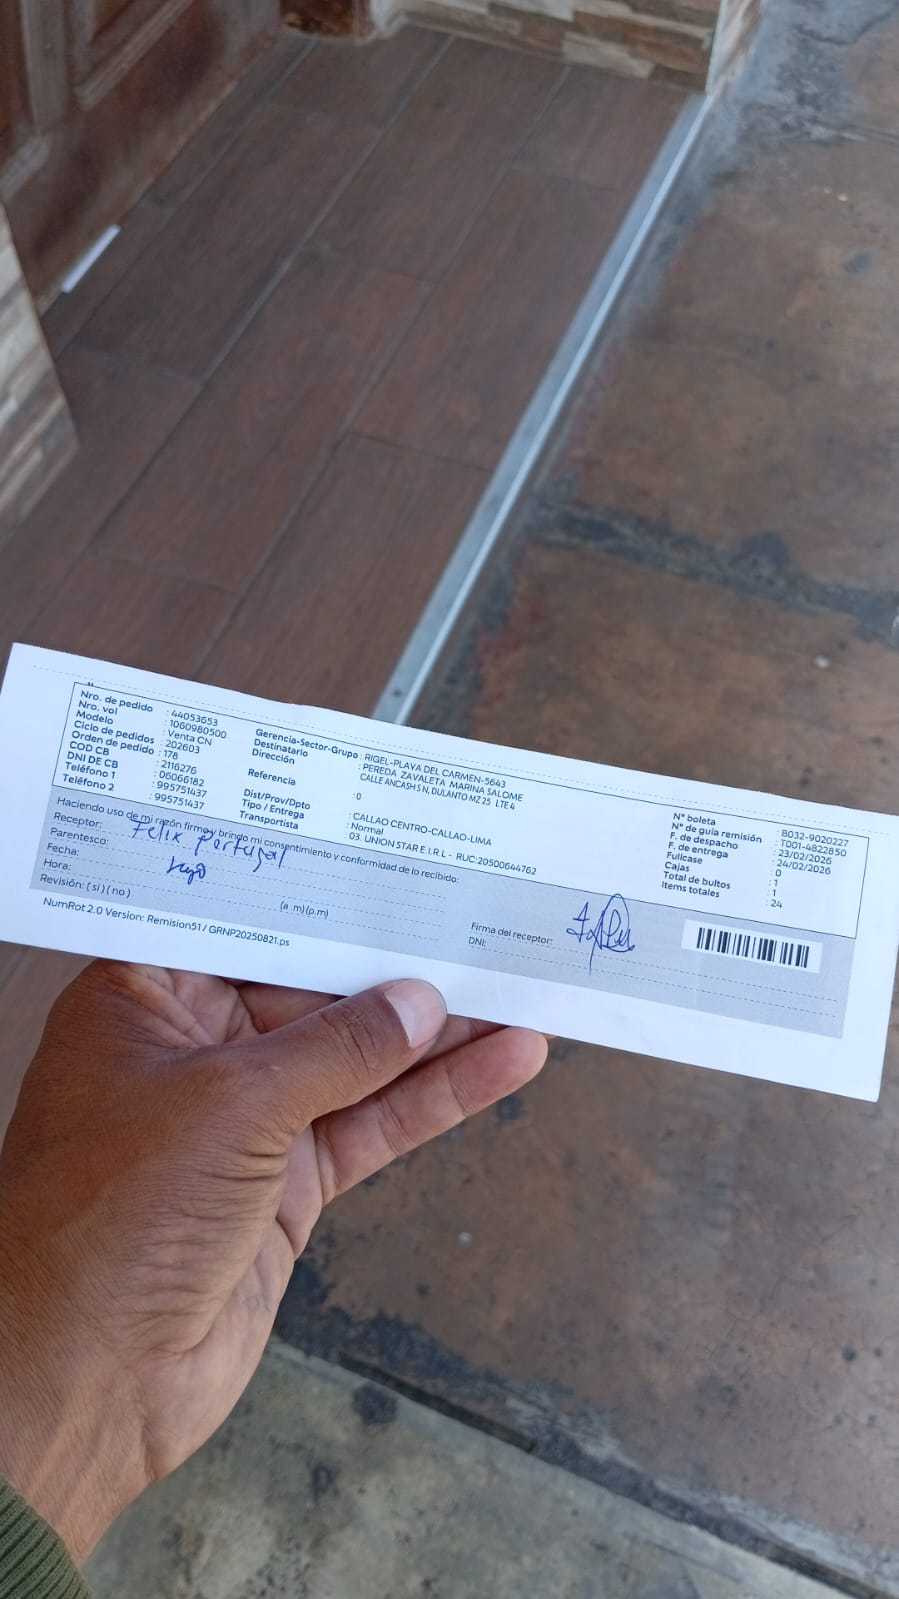 Nro. de pedido : 44053653
Nro. vol : 1060980500
Modelo : Venta CN
Ciclo de pedidos : 202603
Orden de pedido : 178
COD CB : 2116276
DNI DE CB : 06066182
Teléfono 1 : 995751437
Teléfono 2 : 995751437
Gerencia-Sector-Grupo : RIGEL-PLAYA DEL CARMEN-5643
Destinatario : PEREDA ZAVALETA MARINA SALOME
Dirección CALLE ANCASH S N, DULANTO MZ 25 LTE 4
Referencia : 0
Dist/Prov/Dpto : CALLAO CENTRO-CALLAO-LIMA
Tipo / Entrega : Normal
Transportista : 03. UNION STAR E.I.R.L - RUC:20500644762
N° boleta : B032-9020227
N° de guia remisión : T001-4822850
F. de despacho : 23/02/2026
F. de entrega : 24/02/2026
Fullcase : 0
Cajas : 1
Total de bultos : 1
Items totales : 24
Haciendo uso de mi razón firmo y brindo mi consentimiento y conformidad de lo recibido:
Receptor: Felix portugal
Parentesco:
Fecha:
Hora: (a. m) (p.m)
Revisión: ( si ) ( no )
Firma del receptor:
DNI:
NumRot 2.0 Version: Remision51 / GRNP20250821.ps